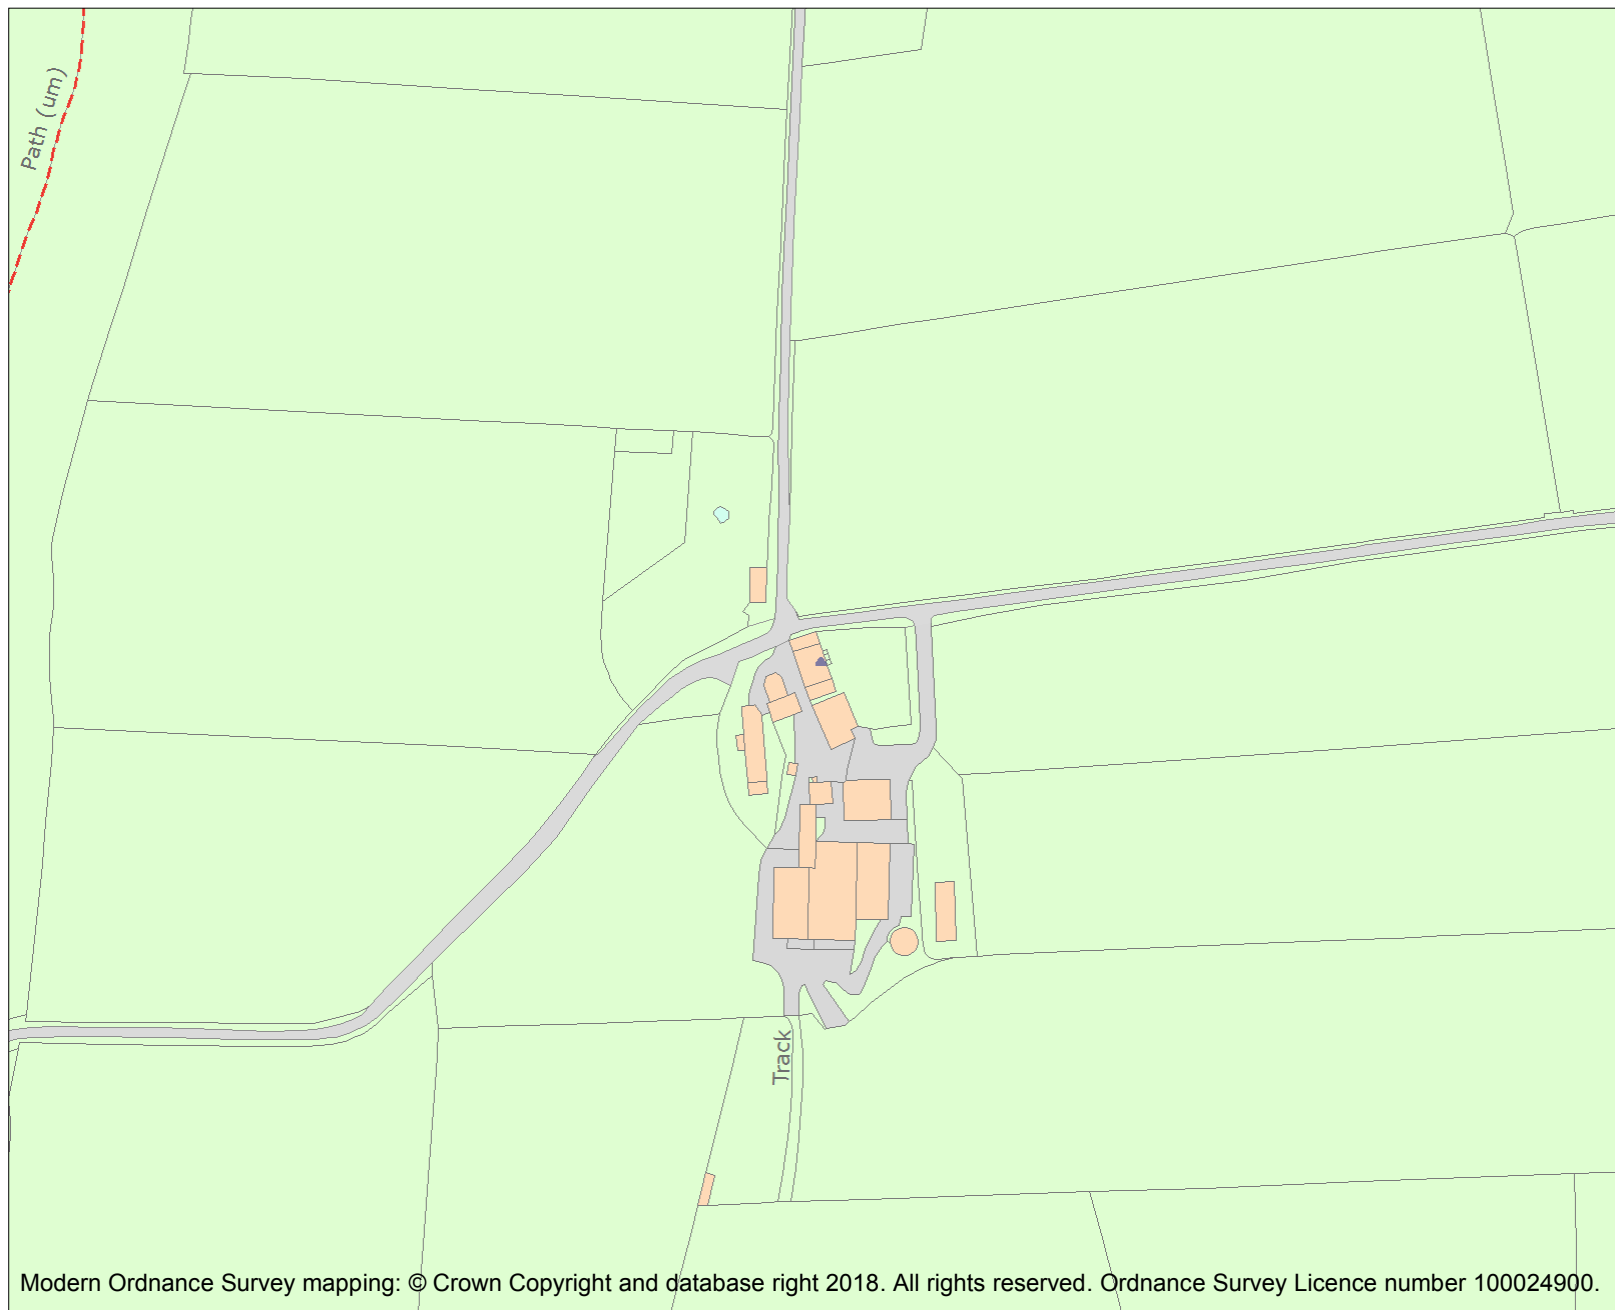 Path (um)
Track
Modern Ordnance Survey mapping: © Crown Copyright and database right 2018. All rights reserved. Ordnance Survey Licence number 100024900.